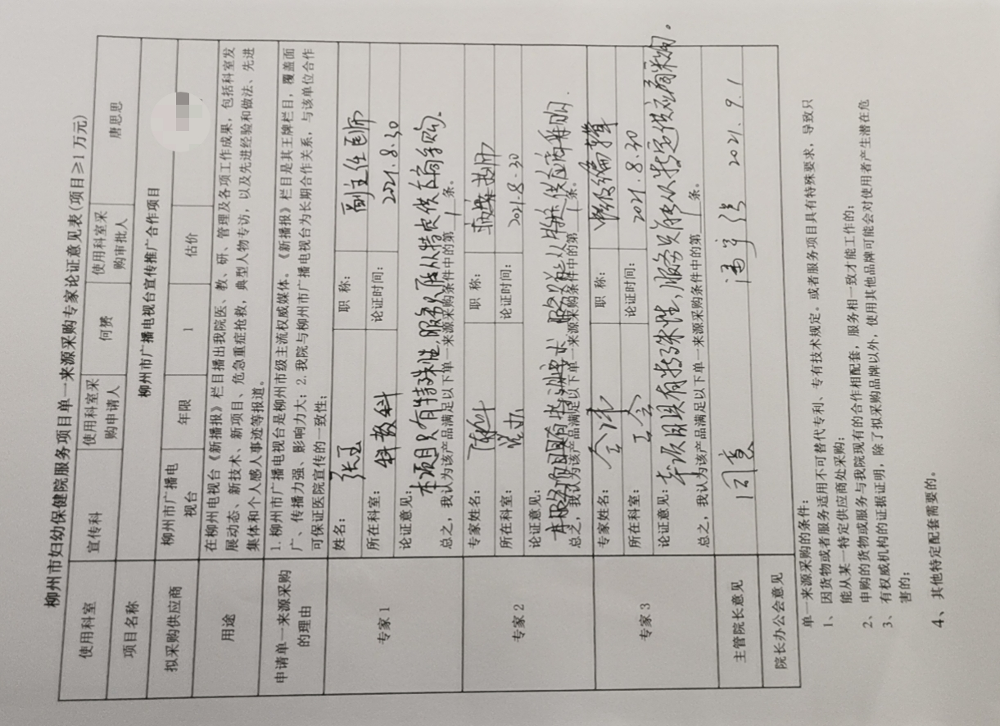 柳州市妇幼保健院服务项目单一来源采购专家论证意见表(项目≥1万元)
使用科室 宣传科 使用科室采购申请人 何赟 使用科室采购审批人 唐思思
项目名称 柳州市广播电视台宣传推广合作项目
拟采购供应商 柳州市广播电视台 年限 1 估价
用途 在柳州电视台《新播报》栏目播出我院医、教、研、管理及各项工作成果，包括科室发
展动态、新技术、新项目、危急重症抢救，典型人物专访，以及先进经验和做法、先进
集体和个人感人事迹等报道。
申请单一来源采购的理由 1. 柳州市广播电视台是柳州市级主流权威媒体。《新播报》栏目是其王牌栏目，覆盖面
广、传播力强、影响力大；2. 我院与柳州市广播电视台为长期合作关系，与该单位合作
可保证医院宣传的一致性；
专家 1
姓名： 职 称： 副主任医师
所在科室： 科教科 论证时间： 2021.8.30
论证意见： 本项目具有特殊性,服务只能从特定供应商采购.
总之，我认为该产品满足以下单一来源采购条件中的第 1 条。
专家 2
专家姓名： 职 称：
所在科室： 论证时间： 2021.8.30
论证意见：
总之，我认为该产品满足以下单一来源采购条件中的第 1 条。
专家 3
专家姓名： 职 称：
所在科室： 工会 论证时间： 2021.8.30
论证意见： 本项目具有特殊性,服务只能从特定供应商采购。
总之，我认为该产品满足以下单一来源采购条件中的第 1 条。
主管院长意见 同意 2021.9.1
院长办公会意见
单一来源采购的条件：
1、 因货物或者服务适用不可替代专利、专有技术规定。或者服务项目具有特殊要求，导致只
能从某一特定供应商处采购；
2、 申购的货物或服务与我院现有的合作相配套，服务相一致才能工作的；
3、 有权威机构的证据证明，除了拟采购品牌以外，使用其他品牌可能会对使用者产生潜在危
害的；
4、其他特定配套需要的。